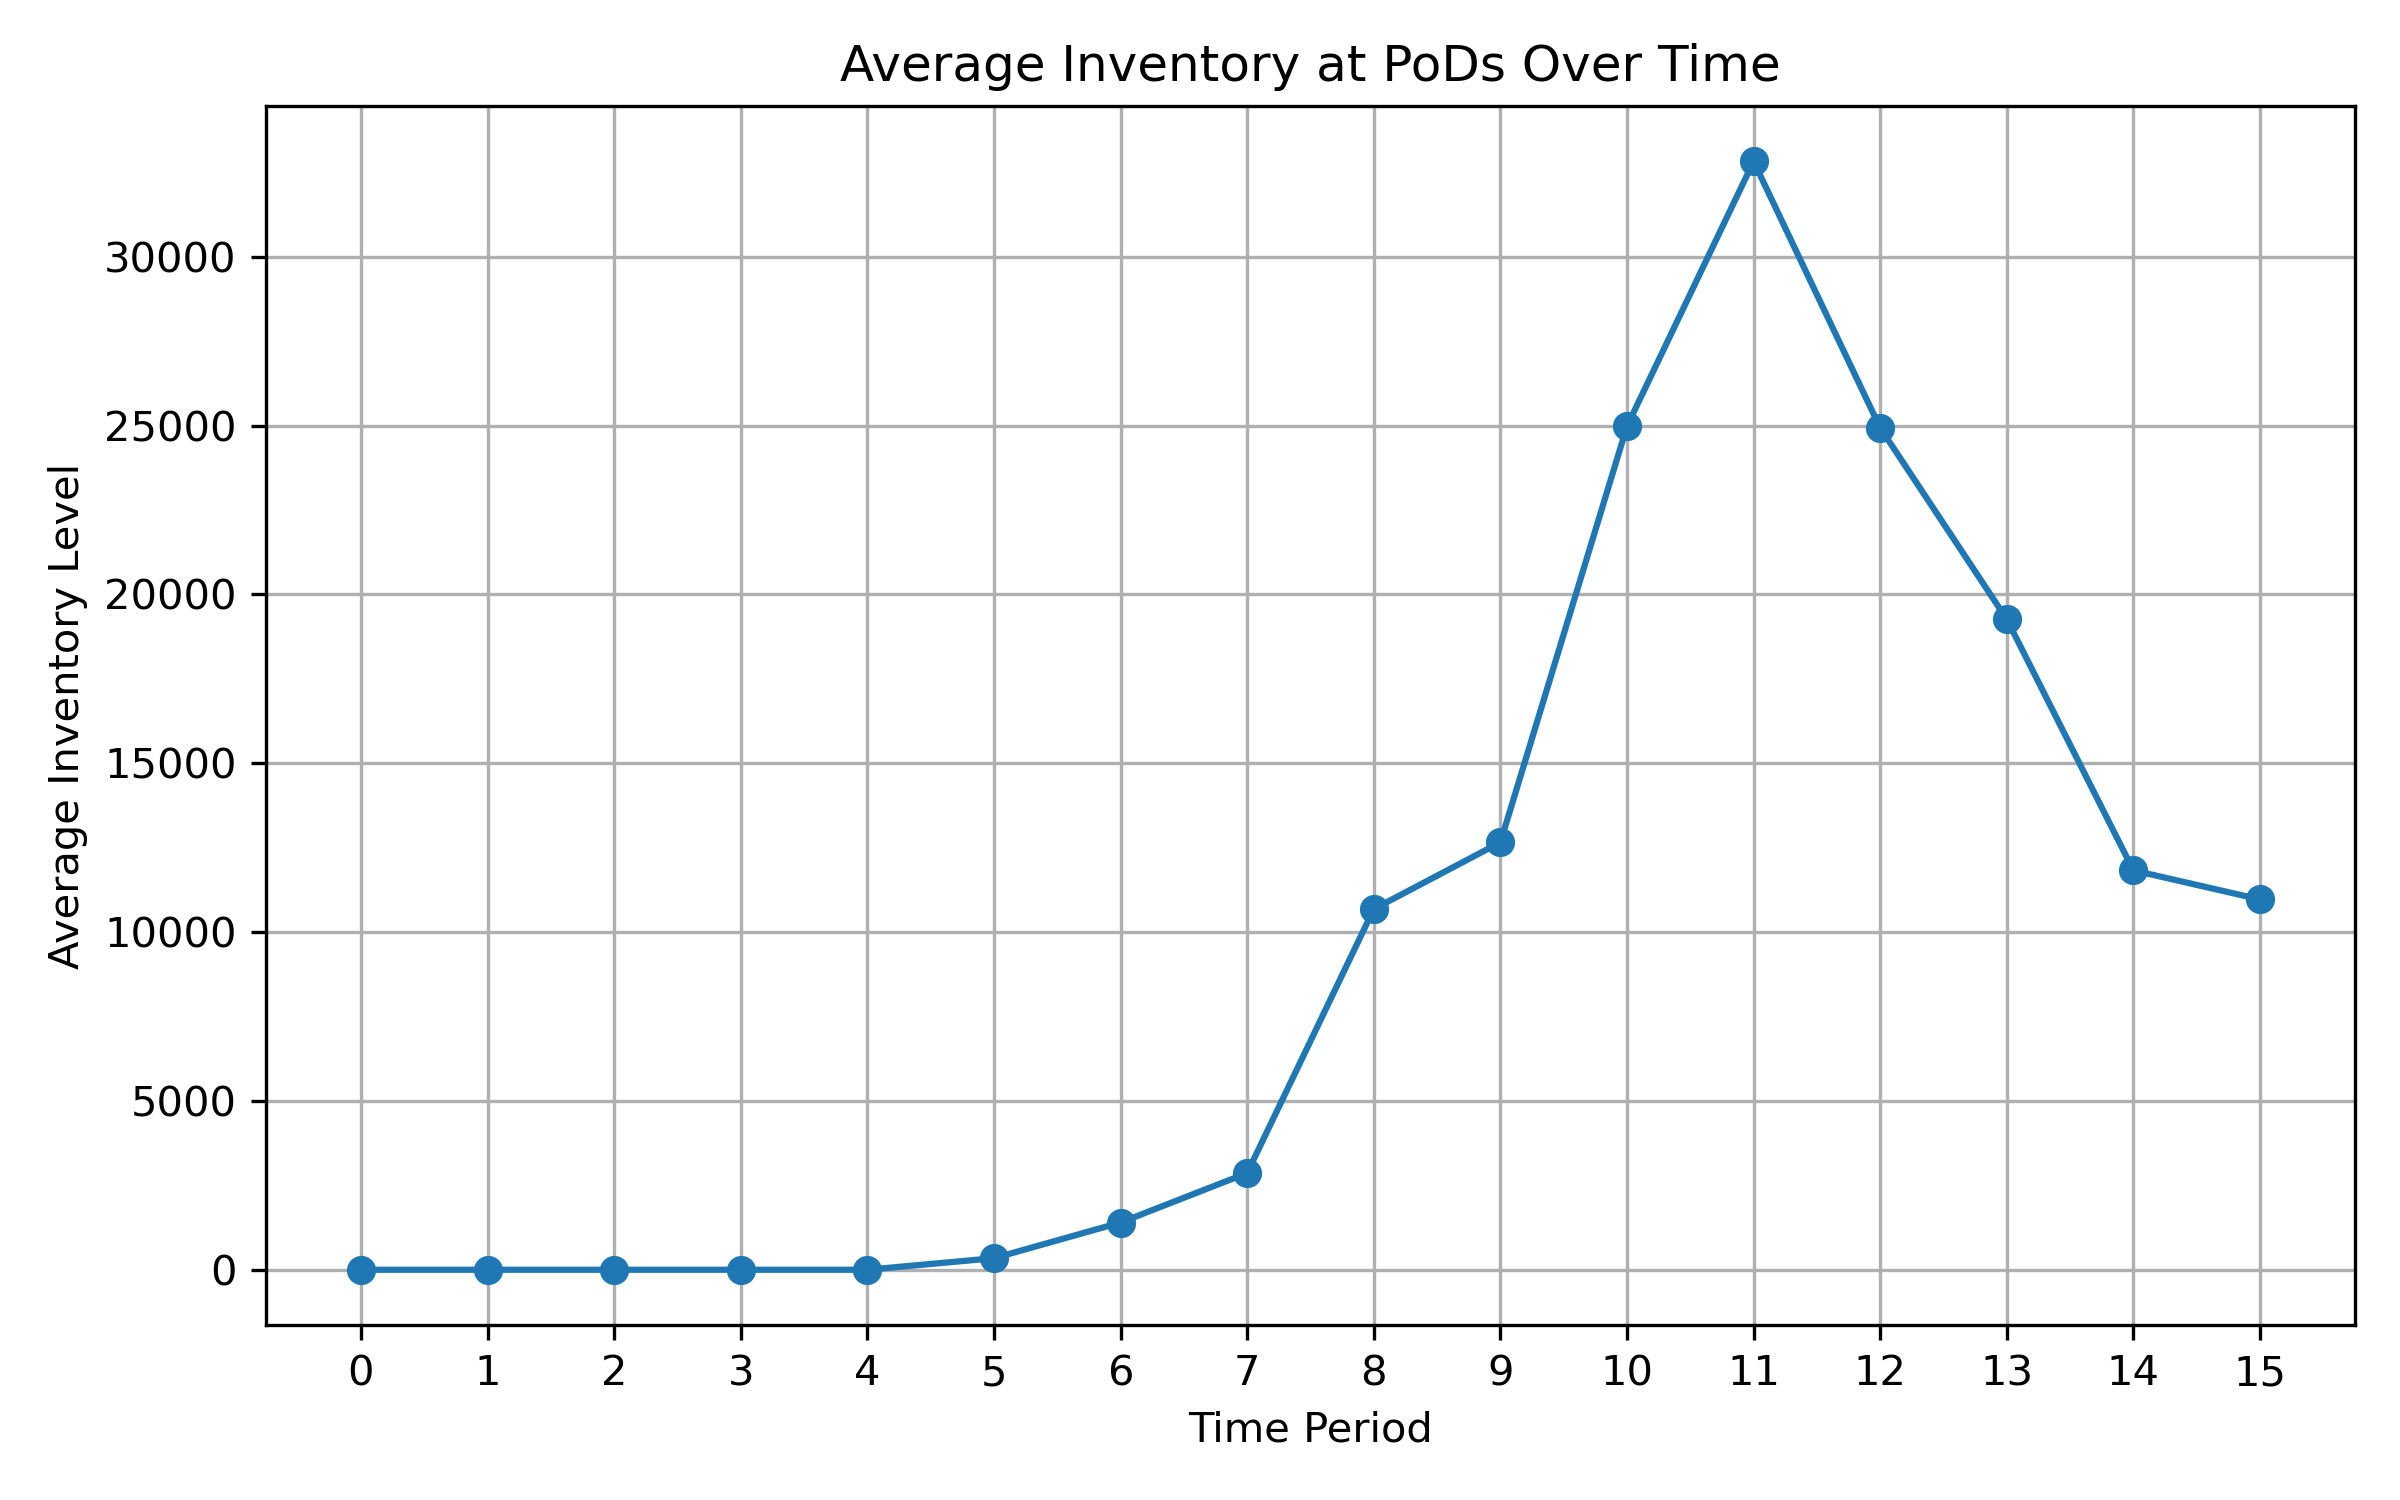 Average Inventory at PoDs Over Time
30000
25000
20000
15000
10000
5000
0
Average Inventory Level
0 1 2 3 4 5 6 7 8 9 10 11 12 13 14 15
Time Period